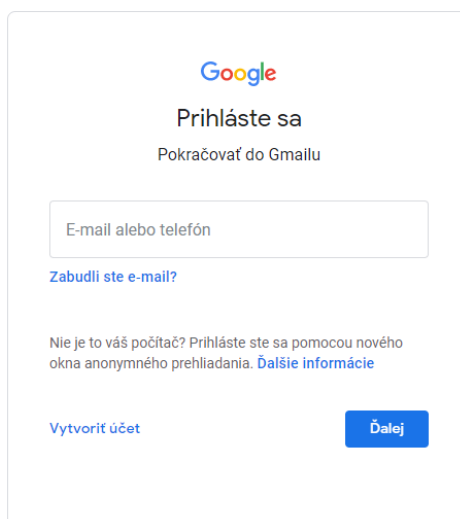 Google
Prihláste sa
Pokračovať do Gmailu
E-mail alebo telefón
Zabudli ste e-mail?
Nie je to váš počítač? Prihláste ste sa pomocou nového
okna anonymného prehliadania. Ďalšie informácie
Vytvoriť účet
Ďalej